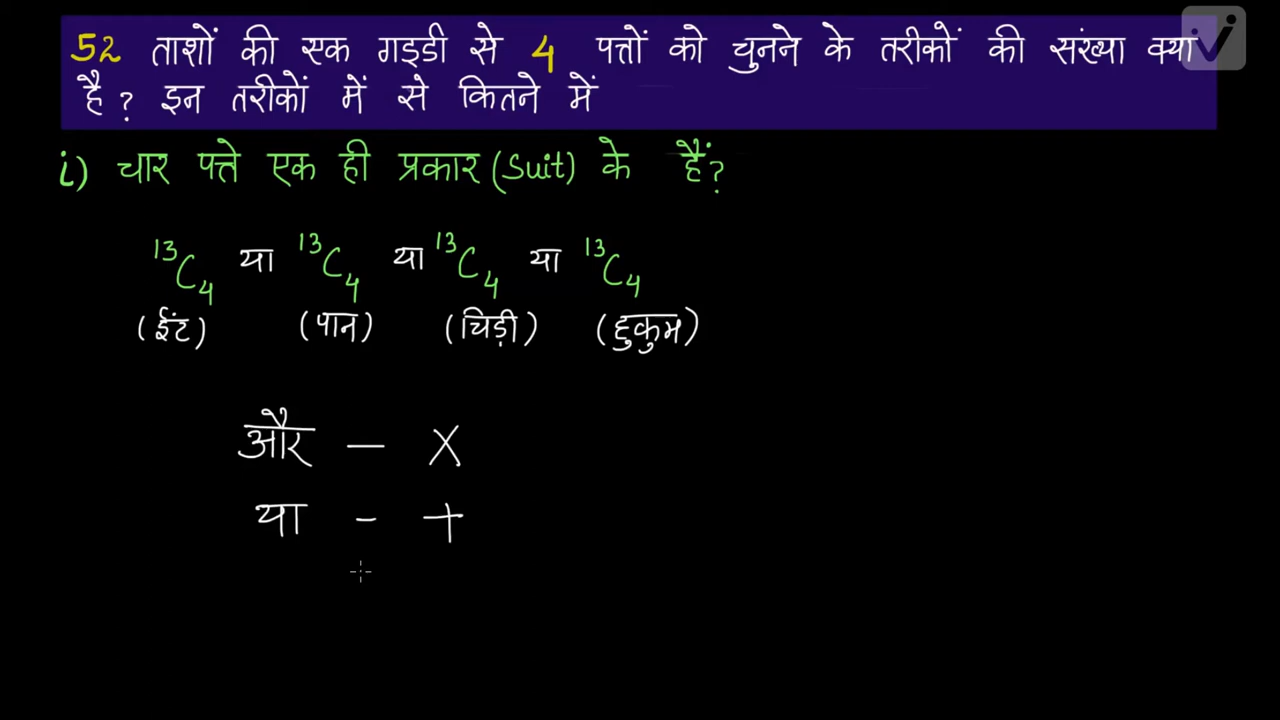 52 ताशों की एक गड्डी से 4 पत्तों को चुनने के तरीकों की संख्या क्या
है? इन तरीकों में से कितने में
i) चार पत्ते एक ही प्रकार (Suit) के हैं?
¹³C₄ या ¹³C₄ या ¹³C₄ या ¹³C₄
(ईंट) (पान) (चिड़ी) (हुकुम)
और — X
या - +